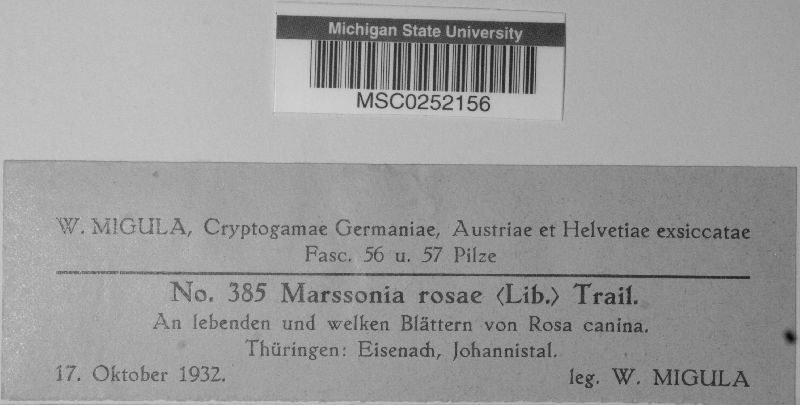 Michigan State University
MSC0252156
W. MIGULA, Cryptogamae Germaniae, Austriae et Helvetiae exsiccatae
Fasc. 56 u. 57 Pilze
No. 385 Marssonia rosae (Lib.) Trail.
An lebenden und welken Blättern von Rosa canina.
Thüringen: Eisenach, Johannistal.
17. Oktober 1932. leg. W. MIGULA